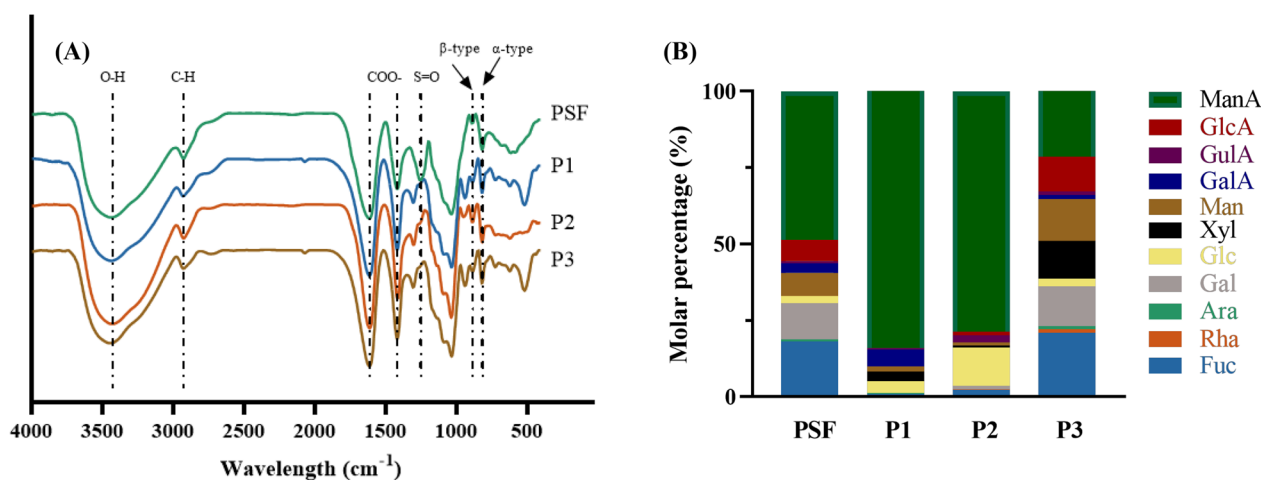 (A)
β-type
α-type
O-H
C-H
COO-
S=O
PSF
P1
P2
P3
4000
3500
3000
2500
2000
1500
1000
500
Wavelength (cm⁻¹)
(B)
Molar percentage (%)
100
50
0
PSF
P1
P2
P3
ManA
GlcA
GulA
GalA
Man
Xyl
Glc
Gal
Ara
Rha
Fuc